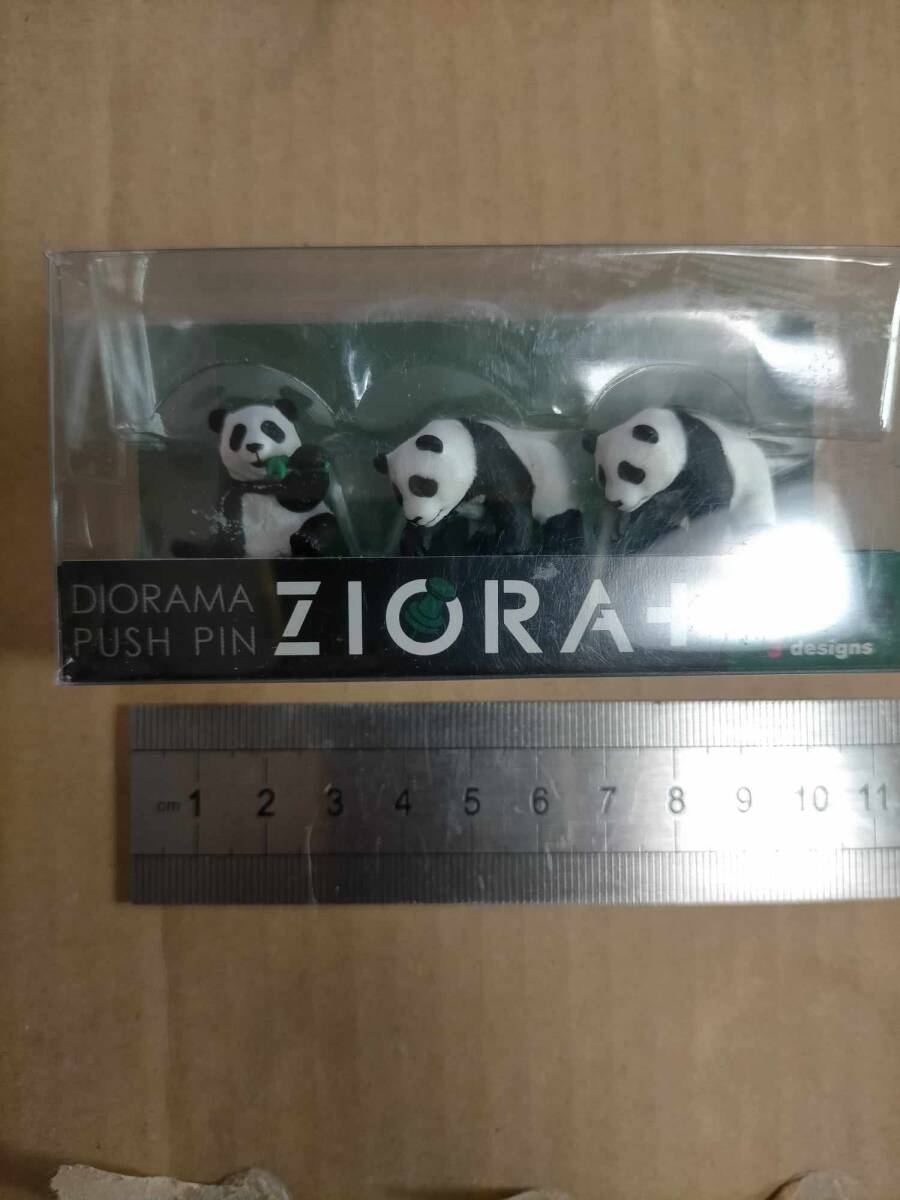 DIORAMA
PUSH PIN
ZIORA+
designs
cm 1 2 3 4 5 6 7 8 9 10 11